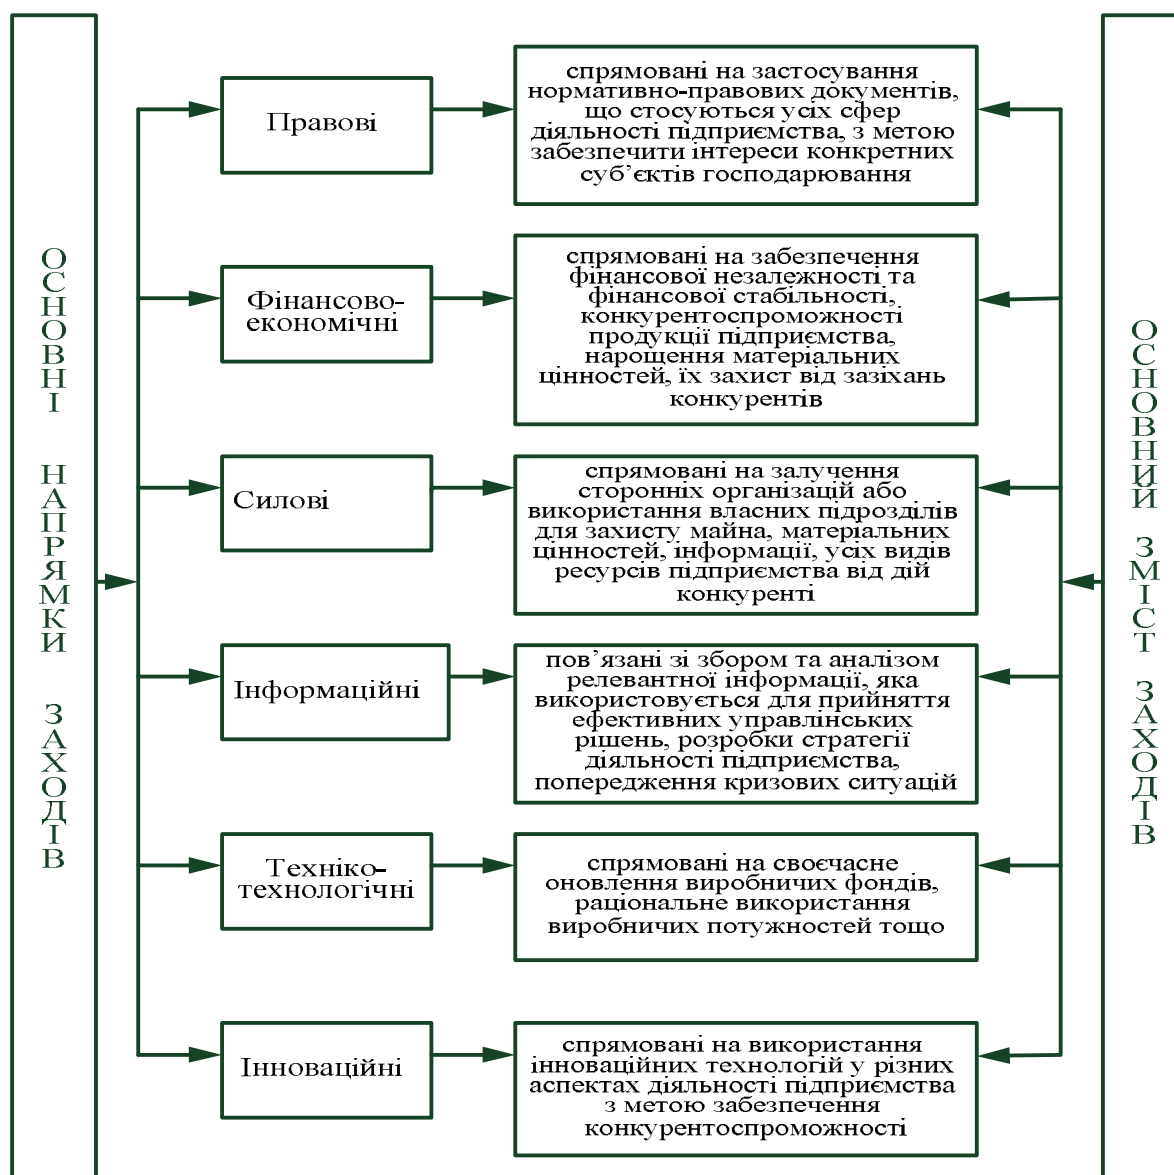 ОСНОВНІ НАПРЯМКИ ЗАХОДІВ
Правові
спрямовані на застосування
нормативно-правових документів,
що стосуються усіх сфер
діяльності підприємства, з метою
забезпечити інтереси конкретних
суб’єктів господарювання
Фінансово-
економічні
спрямовані на забезпечення
фінансової незалежності та
фінансової стабільності,
конкурентоспроможності
продукції підприємства,
нарощення матеріальних
цінностей, їх захист від зазіхань
конкурентів
Силові
спрямовані на залучення
сторонніх організацій або
використання власних підрозділів
для захисту майна, матеріальних
цінностей, інформації, усіх видів
ресурсів підприємства від дій
конкуренті
Інформаційні
пов’язані зі збором та аналізом
релевантної інформації, яка
використовується для прийняття
ефективних управлінських
рішень, розробки стратегії
діяльності підприємства,
попередження кризових ситуацій
Техніко-
технологічні
спрямовані на своєчасне
оновлення виробничих фондів,
раціональне використання
виробничих потужностей тощо
Інноваційні
спрямовані на використання
інноваційних технологій у різних
аспектах діяльності підприємства
з метою забезпечення
конкурентоспроможності
ОСНОВНИЙ ЗМІСТ ЗАХОДІВ